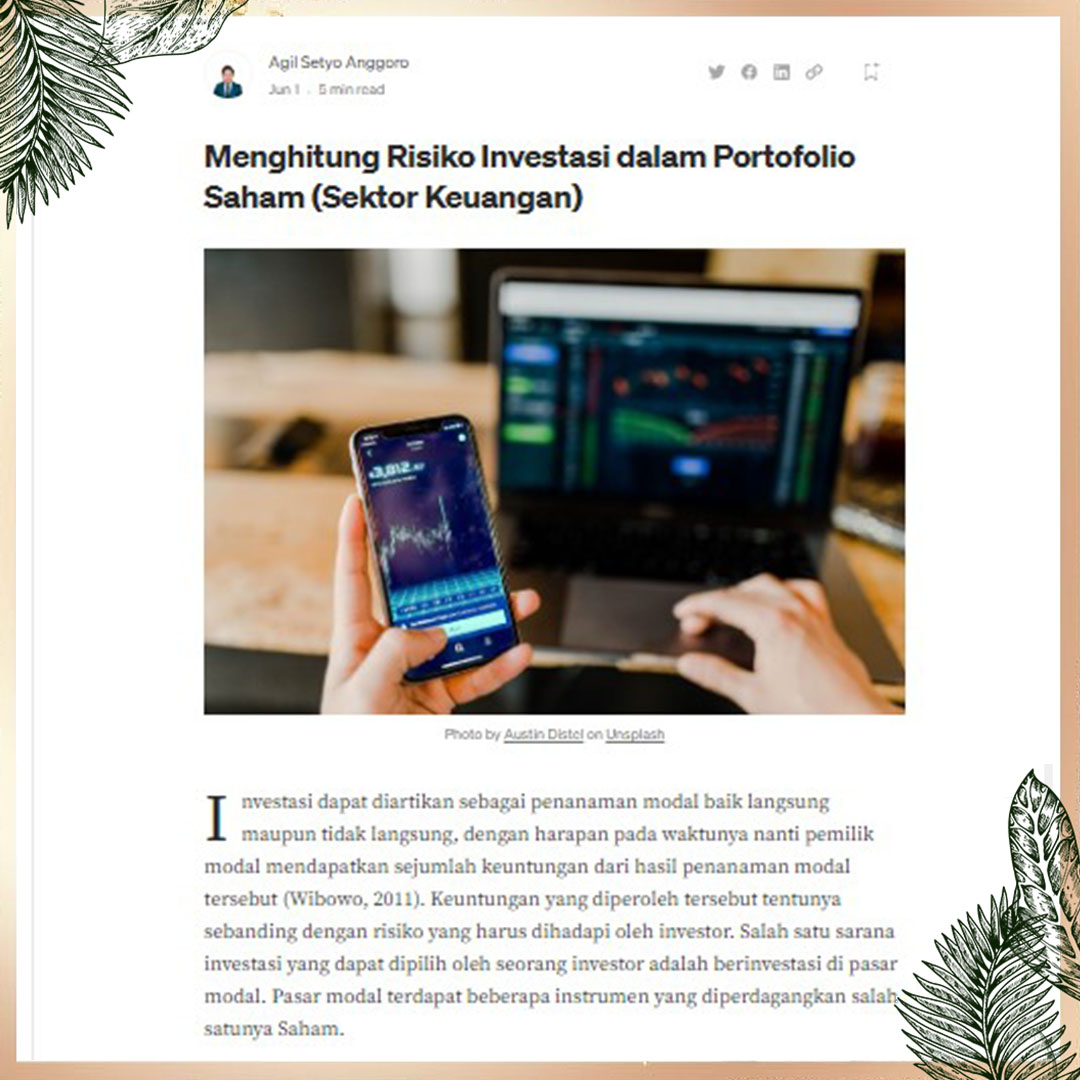 Agil Setyo Anggoro
Jun 1 . 5 min read
Menghitung Risiko Investasi dalam Portofolio
Saham (Sektor Keuangan)
3,812
Photo by Austin Distel on Unsplash
Investasi dapat diartikan sebagai penanaman modal baik langsung
maupun tidak langsung, dengan harapan pada waktunya nanti pemilik
modal mendapatkan sejumlah keuntungan dari hasil penanaman modal
tersebut (Wibowo, 2011). Keuntungan yang diperoleh tersebut tentunya
sebanding dengan risiko yang harus dihadapi oleh investor. Salah satu sarana
investasi yang dapat dipilih oleh seorang investor adalah berinvestasi di pasar
modal. Pasar modal terdapat beberapa instrumen yang diperdagangkan salah
satunya Saham.